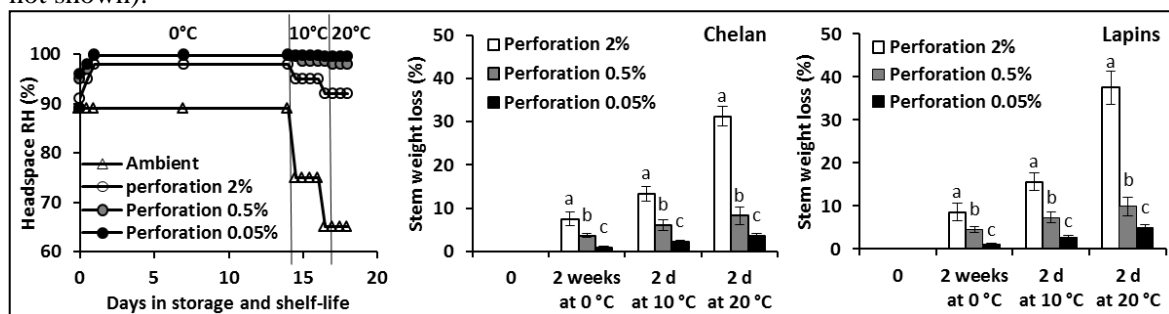 not shown).
0°C 10°C 20°C
100
90
80
70
60
Headspace RH (%)
Ambient
perforation 2%
Perforation 0.5%
Perforation 0.05%
0 5 10 15 20
Days in storage and shelf-life
Chelan
50
40
30
20
10
0
Stem weight loss (%)
Perforation 2%
Perforation 0.5%
Perforation 0.05%
a b c
a b c
a b c
0 2 weeks 2 d 2 d
at 0 °C at 10 °C at 20 °C
Lapins
50
40
30
20
10
0
Stem weight loss (%)
Perforation 2%
Perforation 0.5%
Perforation 0.05%
a b c
a b c
a b c
0 2 weeks 2 d 2 d
at 0 °C at 10 °C at 20 °C